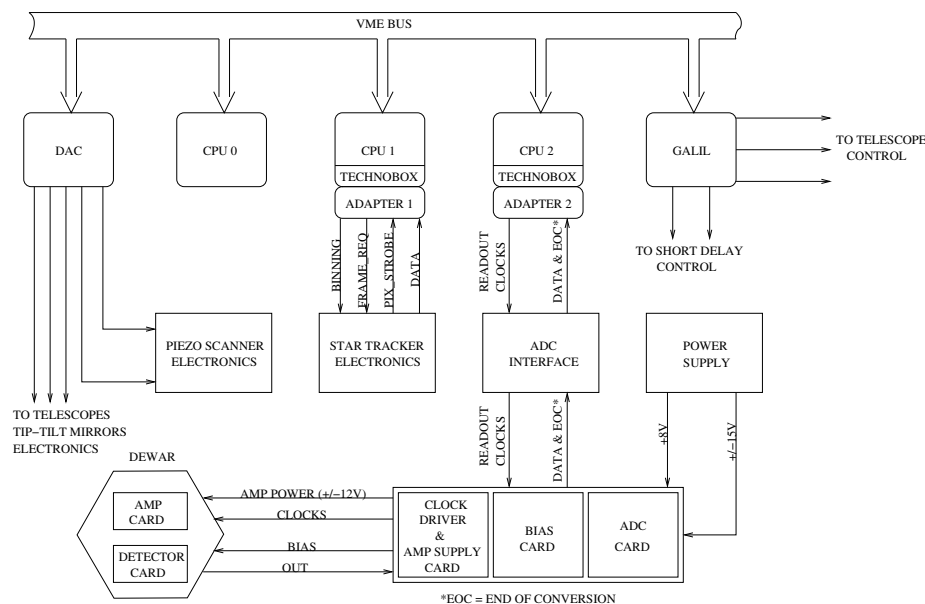 VME BUS
DAC
CPU 0
CPU 1
TECHNOBOX
ADAPTER 1
CPU 2
TECHNOBOX
ADAPTER 2
GALIL
TO TELESCOPE
CONTROL
TO SHORT DELAY
CONTROL
BINNING
FRAME_REQ
PIX_STROBE
DATA
READOUT
CLOCKS
DATA & EOC*
PIEZO SCANNER
ELECTRONICS
STAR TRACKER
ELECTRONICS
ADC
INTERFACE
POWER
SUPPLY
TO TELESCOPES
TIP-TILT MIRRORS
ELECTRONICS
READOUT
CLOCKS
DATA & EOC*
+8V
+/-15V
DEWAR
AMP
CARD
DETECTOR
CARD
AMP POWER (+/-12V)
CLOCKS
BIAS
OUT
CLOCK
DRIVER
&
AMP SUPPLY
CARD
BIAS
CARD
ADC
CARD
*EOC = END OF CONVERSION